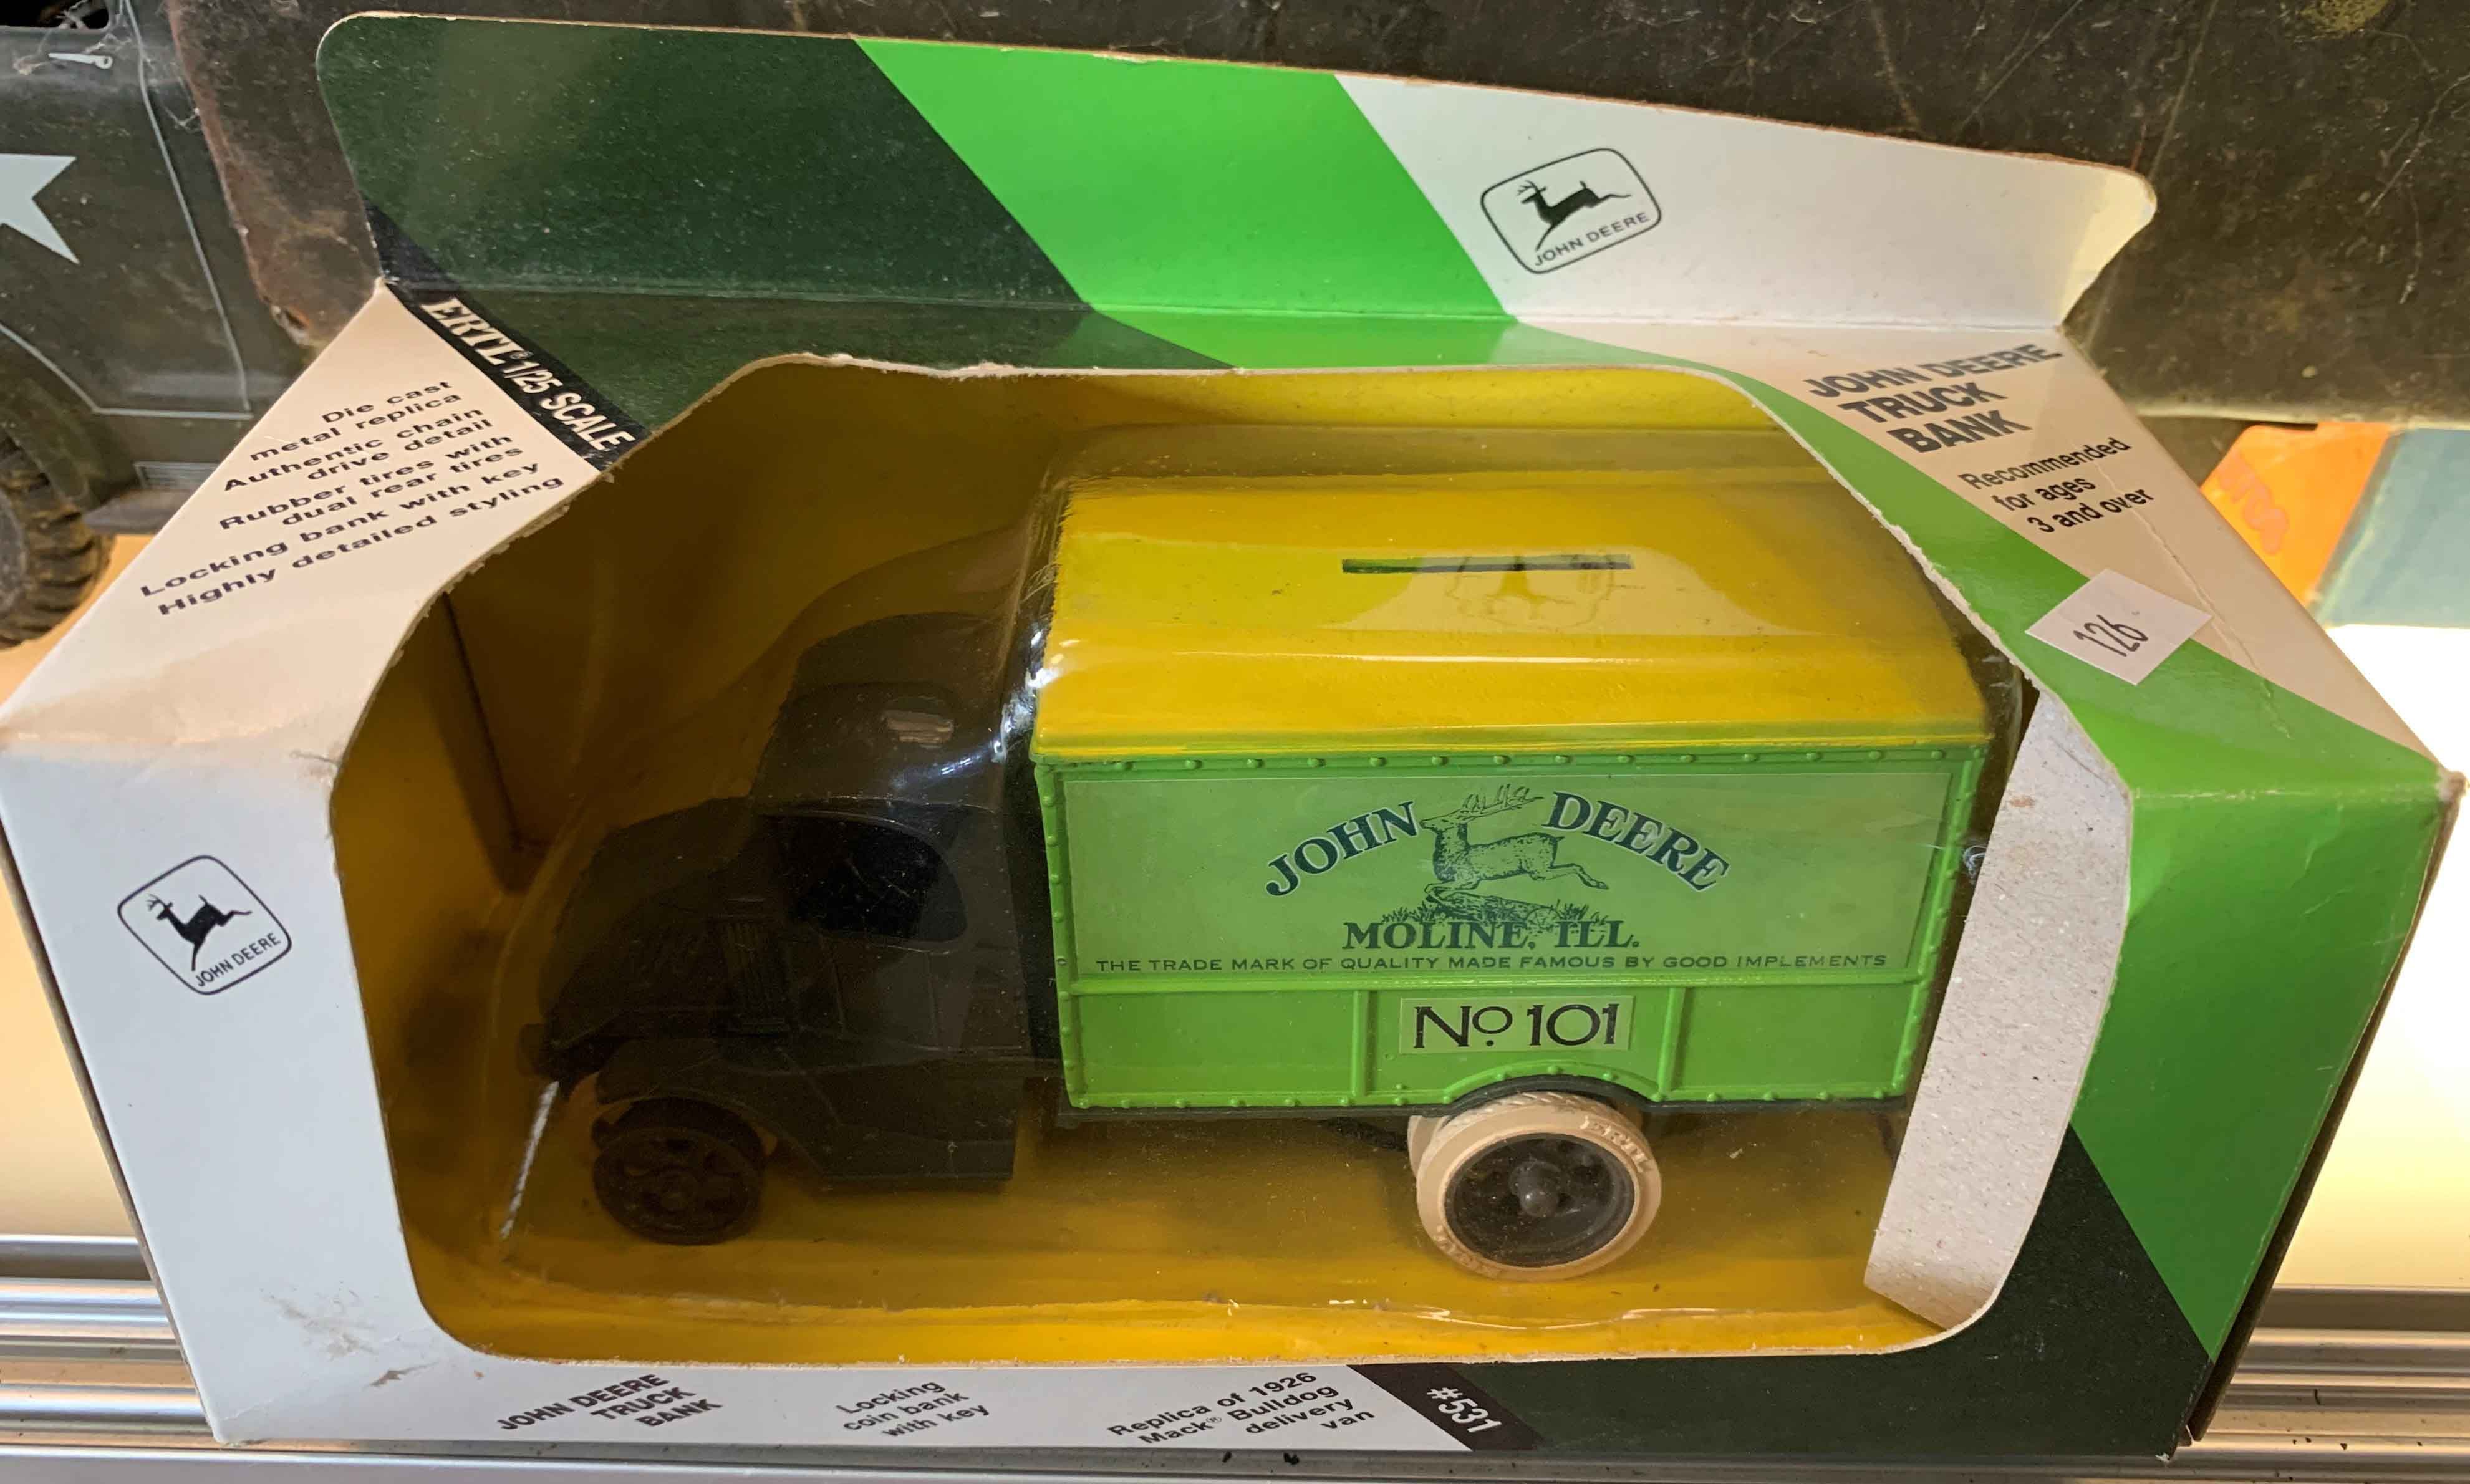 JOHN DEERE
ERTL® 1/25 SCALE
Die cast
metal replica
Authentic chain
drive detail
Rubber tires with
dual rear tires
Locking bank with key
Highly detailed styling
JOHN DEERE
TRUCK
BANK
Recommended
for ages
3 and over
126
JOHN DEERE
JOHN DEERE
MOLINE, ILL.
THE TRADE MARK OF QUALITY MADE FAMOUS BY GOOD IMPLEMENTS
No. 101
ERTL
JOHN DEERE
TRUCK
BANK
Locking
coin bank
with key
Replica of 1926
Mack® Bulldog
delivery
van
#531